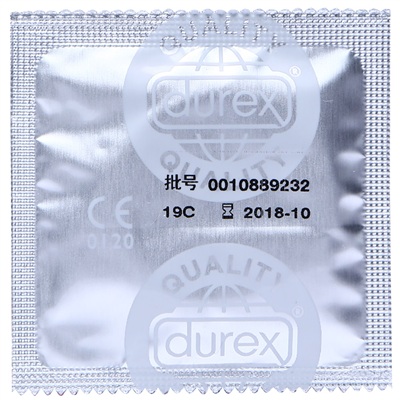 QUALITY
durex
QUALITY
批号 0010889232
19C 2018-10
CE
0120
QUALITY
durex